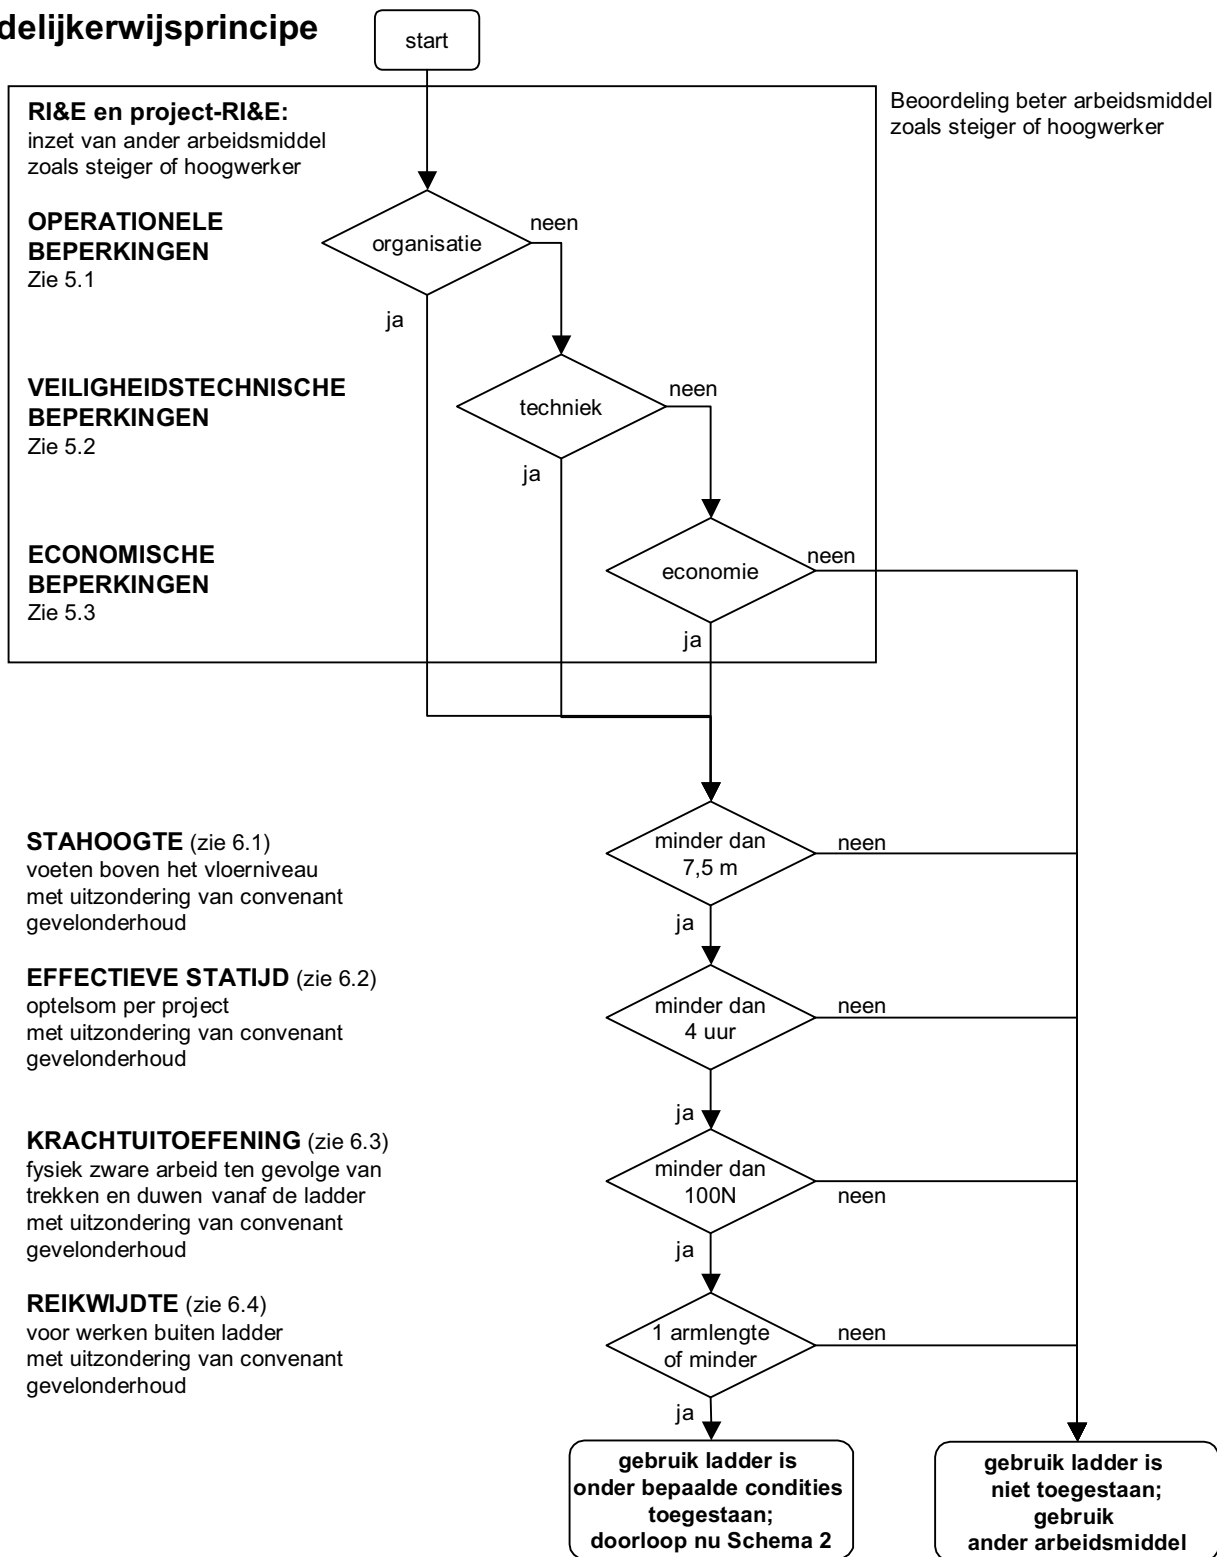 delijkerwijsprincipe
start
RI&E en project-RI&E:
inzet van ander arbeidsmiddel
zoals steiger of hoogwerker
Beoordeling beter arbeidsmiddel
zoals steiger of hoogwerker
OPERATIONELE
BEPERKINGEN
Zie 5.1
organisatie
neen
ja
VEILIGHEIDSTECHNISCHE
BEPERKINGEN
Zie 5.2
techniek
neen
ja
ECONOMISCHE
BEPERKINGEN
Zie 5.3
economie
neen
ja
STAHOOGTE (zie 6.1)
voeten boven het vloerniveau
met uitzondering van convenant
gevelonderhoud
minder dan
7,5 m
neen
ja
EFFECTIEVE STATIJD (zie 6.2)
optelsom per project
met uitzondering van convenant
gevelonderhoud
minder dan
4 uur
neen
ja
KRACHTUITOEFENING (zie 6.3)
fysiek zware arbeid ten gevolge van
trekken en duwen vanaf de ladder
met uitzondering van convenant
gevelonderhoud
minder dan
100N
neen
ja
REIKWIJDTE (zie 6.4)
voor werken buiten ladder
met uitzondering van convenant
gevelonderhoud
1 armlengte
of minder
neen
ja
gebruik ladder is
onder bepaalde condities
toegestaan;
doorloop nu Schema 2
gebruik ladder is
niet toegestaan;
gebruik
ander arbeidsmiddel